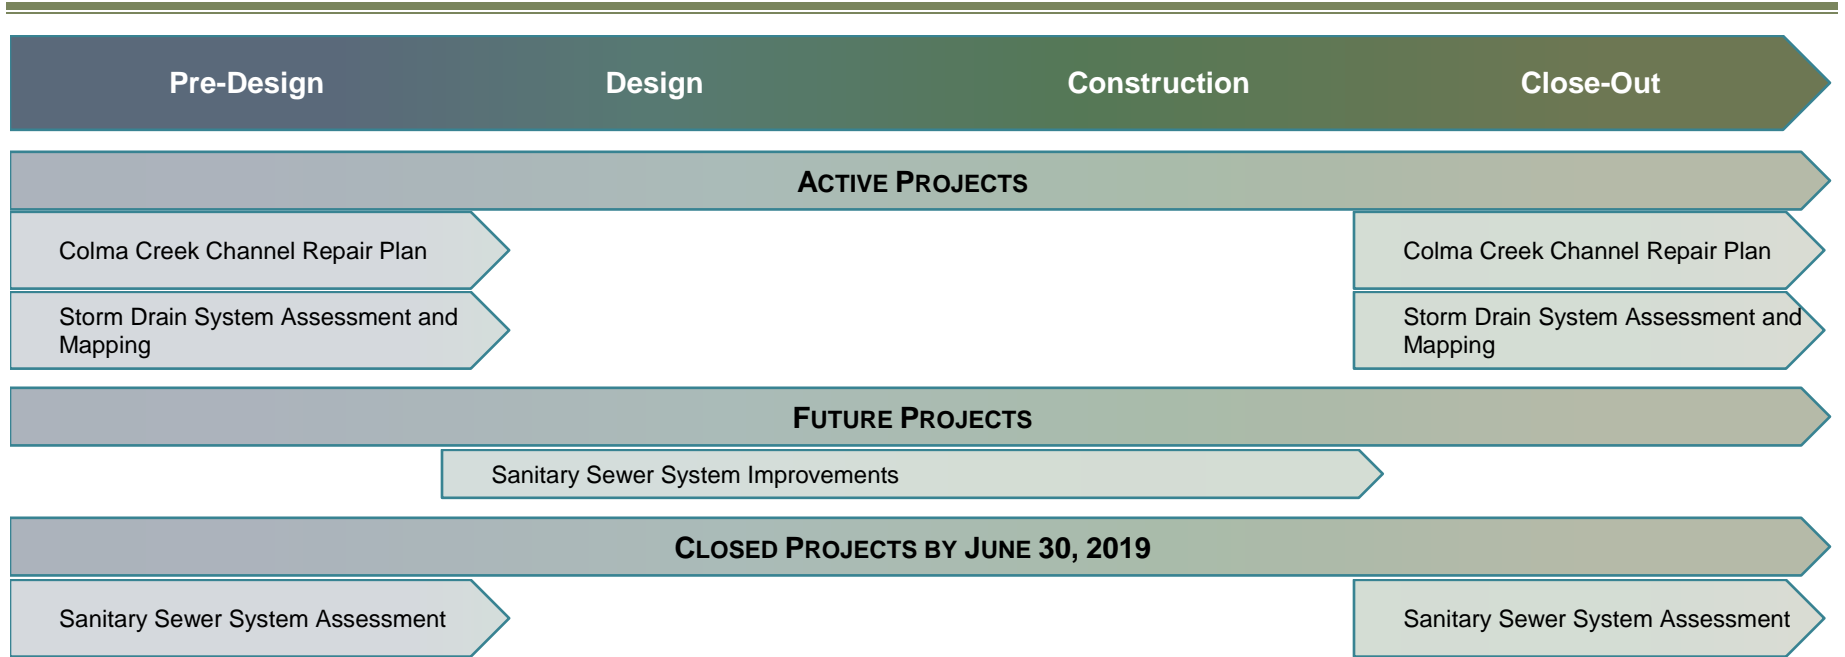 Pre-Design Design Construction Close-Out
ACTIVE PROJECTS
Colma Creek Channel Repair Plan Colma Creek Channel Repair Plan
Storm Drain System Assessment and Storm Drain System Assessment and
Mapping Mapping
FUTURE PROJECTS
Sanitary Sewer System Improvements
CLOSED PROJECTS BY JUNE 30, 2019
Sanitary Sewer System Assessment Sanitary Sewer System Assessment